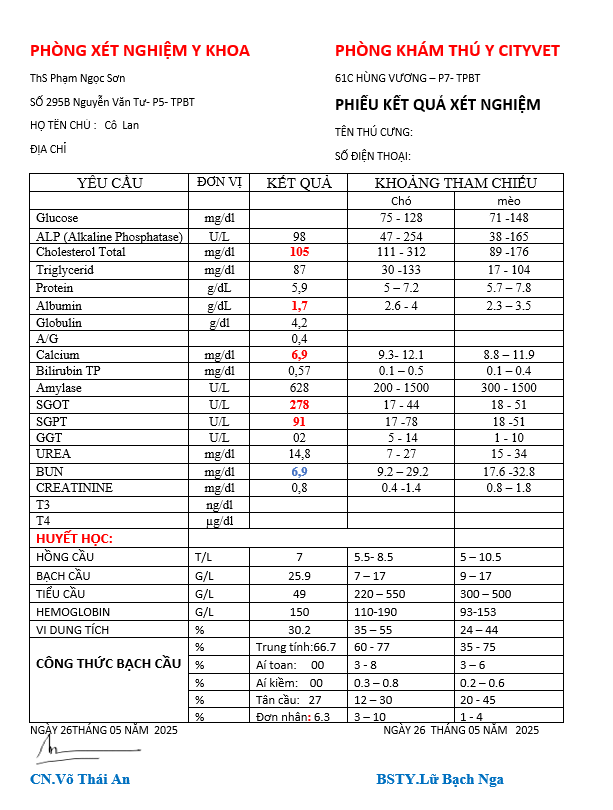 PHÒNG XÉT NGHIỆM Y KHOA PHÒNG KHÁM THÚ Y CITYVET
ThS Phạm Ngọc Sơn 61C HÙNG VƯƠNG – P7- TPBT
SỐ 295B Nguyễn Văn Tư- P5- TPBT PHIẾU KẾT QUẢ XÉT NGHIỆM
HỌ TÊN CHỦ : Cô Lan TÊN THÚ CƯNG:
ĐỊA CHỈ SỐ ĐIỆN THOẠI:
YÊU CẦU ĐƠN VỊ KẾT QUẢ KHOẢNG THAM CHIẾU
Chó mèo
Glucose mg/dl 75 - 128 71 -148
ALP (Alkaline Phosphatase) U/L 98 47 - 254 38 -165
Cholesterol Total mg/dl 105 111 - 312 89 -176
Triglycerid mg/dl 87 30 -133 17 - 104
Protein g/dL 5,9 5 – 7.2 5.7 – 7.8
Albumin g/dL 1,7 2.6 - 4 2.3 – 3.5
Globulin g/dl 4,2
A/G 0,4
Calcium mg/dl 6,9 9.3- 12.1 8.8 – 11.9
Bilirubin TP mg/dl 0,57 0.1 – 0.5 0.1 – 0.4
Amylase U/L 628 200 - 1500 300 - 1500
SGOT U/L 278 17 - 44 18 - 51
SGPT U/L 91 17 -78 18 -51
GGT U/L 02 5 - 14 1 - 10
UREA mg/dl 14,8 7 - 27 15 - 34
BUN mg/dl 6,9 9.2 – 29.2 17.6 -32.8
CREATININE mg/dl 0,8 0.4 -1.4 0.8 – 1.8
T3 ng/dl
T4 µg/dl
HUYẾT HỌC:
HỒNG CẦU T/L 7 5.5- 8.5 5 – 10.5
BẠCH CẦU G/L 25.9 7 – 17 9 – 17
TIỂU CẦU G/L 49 220 – 550 300 – 500
HEMOGLOBIN G/L 150 110-190 93-153
VI DUNG TÍCH % 30.2 35 – 55 24 – 44
CÔNG THỨC BẠCH CẦU % Trung tính:66.7 60 - 77 35 - 75
% Aí toan: 00 3 - 8 3 – 6
% Aí kiềm: 00 0.3 – 0.8 0.2 – 0.6
% Tân cầu: 27 12 – 30 20 - 45
% Đơn nhân: 6.3 3 – 10 1 - 4
NGÀY 26THÁNG 05 NĂM 2025 NGÀY 26 THÁNG 05 NĂM 2025
CN.Võ Thái An BSTY.Lữ Bạch Nga